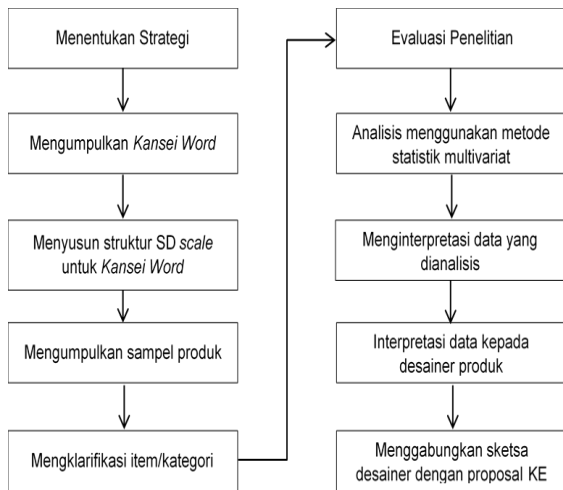 Menentukan Strategi
Mengumpulkan Kansei Word
Menyusun struktur SD scale
untuk Kansei Word
Mengumpulkan sampel produk
Mengklarifikasi item/kategori
Evaluasi Penelitian
Analisis menggunakan metode
statistik multivariat
Menginterpretasi data yang
dianalisis
Interpretasi data kepada
desainer produk
Menggabungkan sketsa
desainer dengan proposal KE